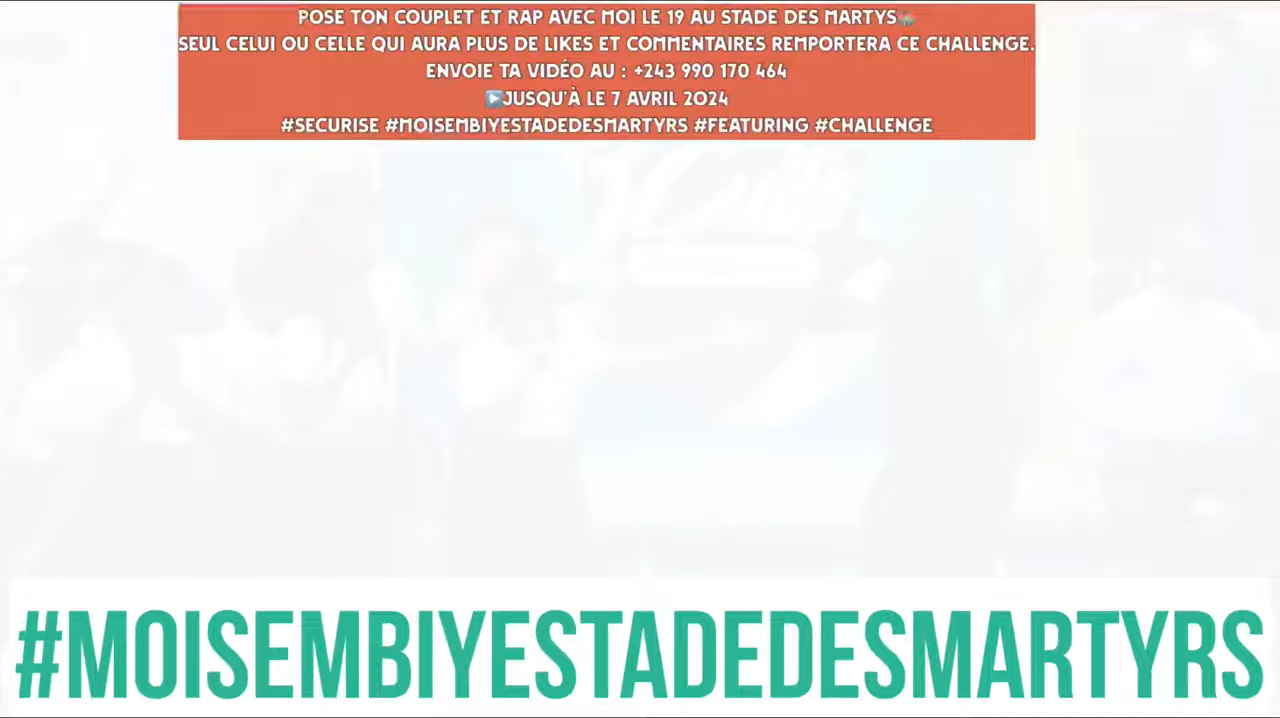 POSE TON COUPLET ET RAP AVEC MOI LE 19 AU STADE DES MARTYS🏟️
SEUL CELUI OU CELLE QUI AURA PLUS DE LIKES ET COMMENTAIRES REMPORTERA CE CHALLENGE.
ENVOIE TA VIDÉO AU : +243 990 170 464
▶️JUSQU'À LE 7 AVRIL 2024
#SECURISE #MOISEMBIYESTADEDESMARTYRS #FEATURING #CHALLENGE
#MOISEMBIYESTADEDESMARTYRS